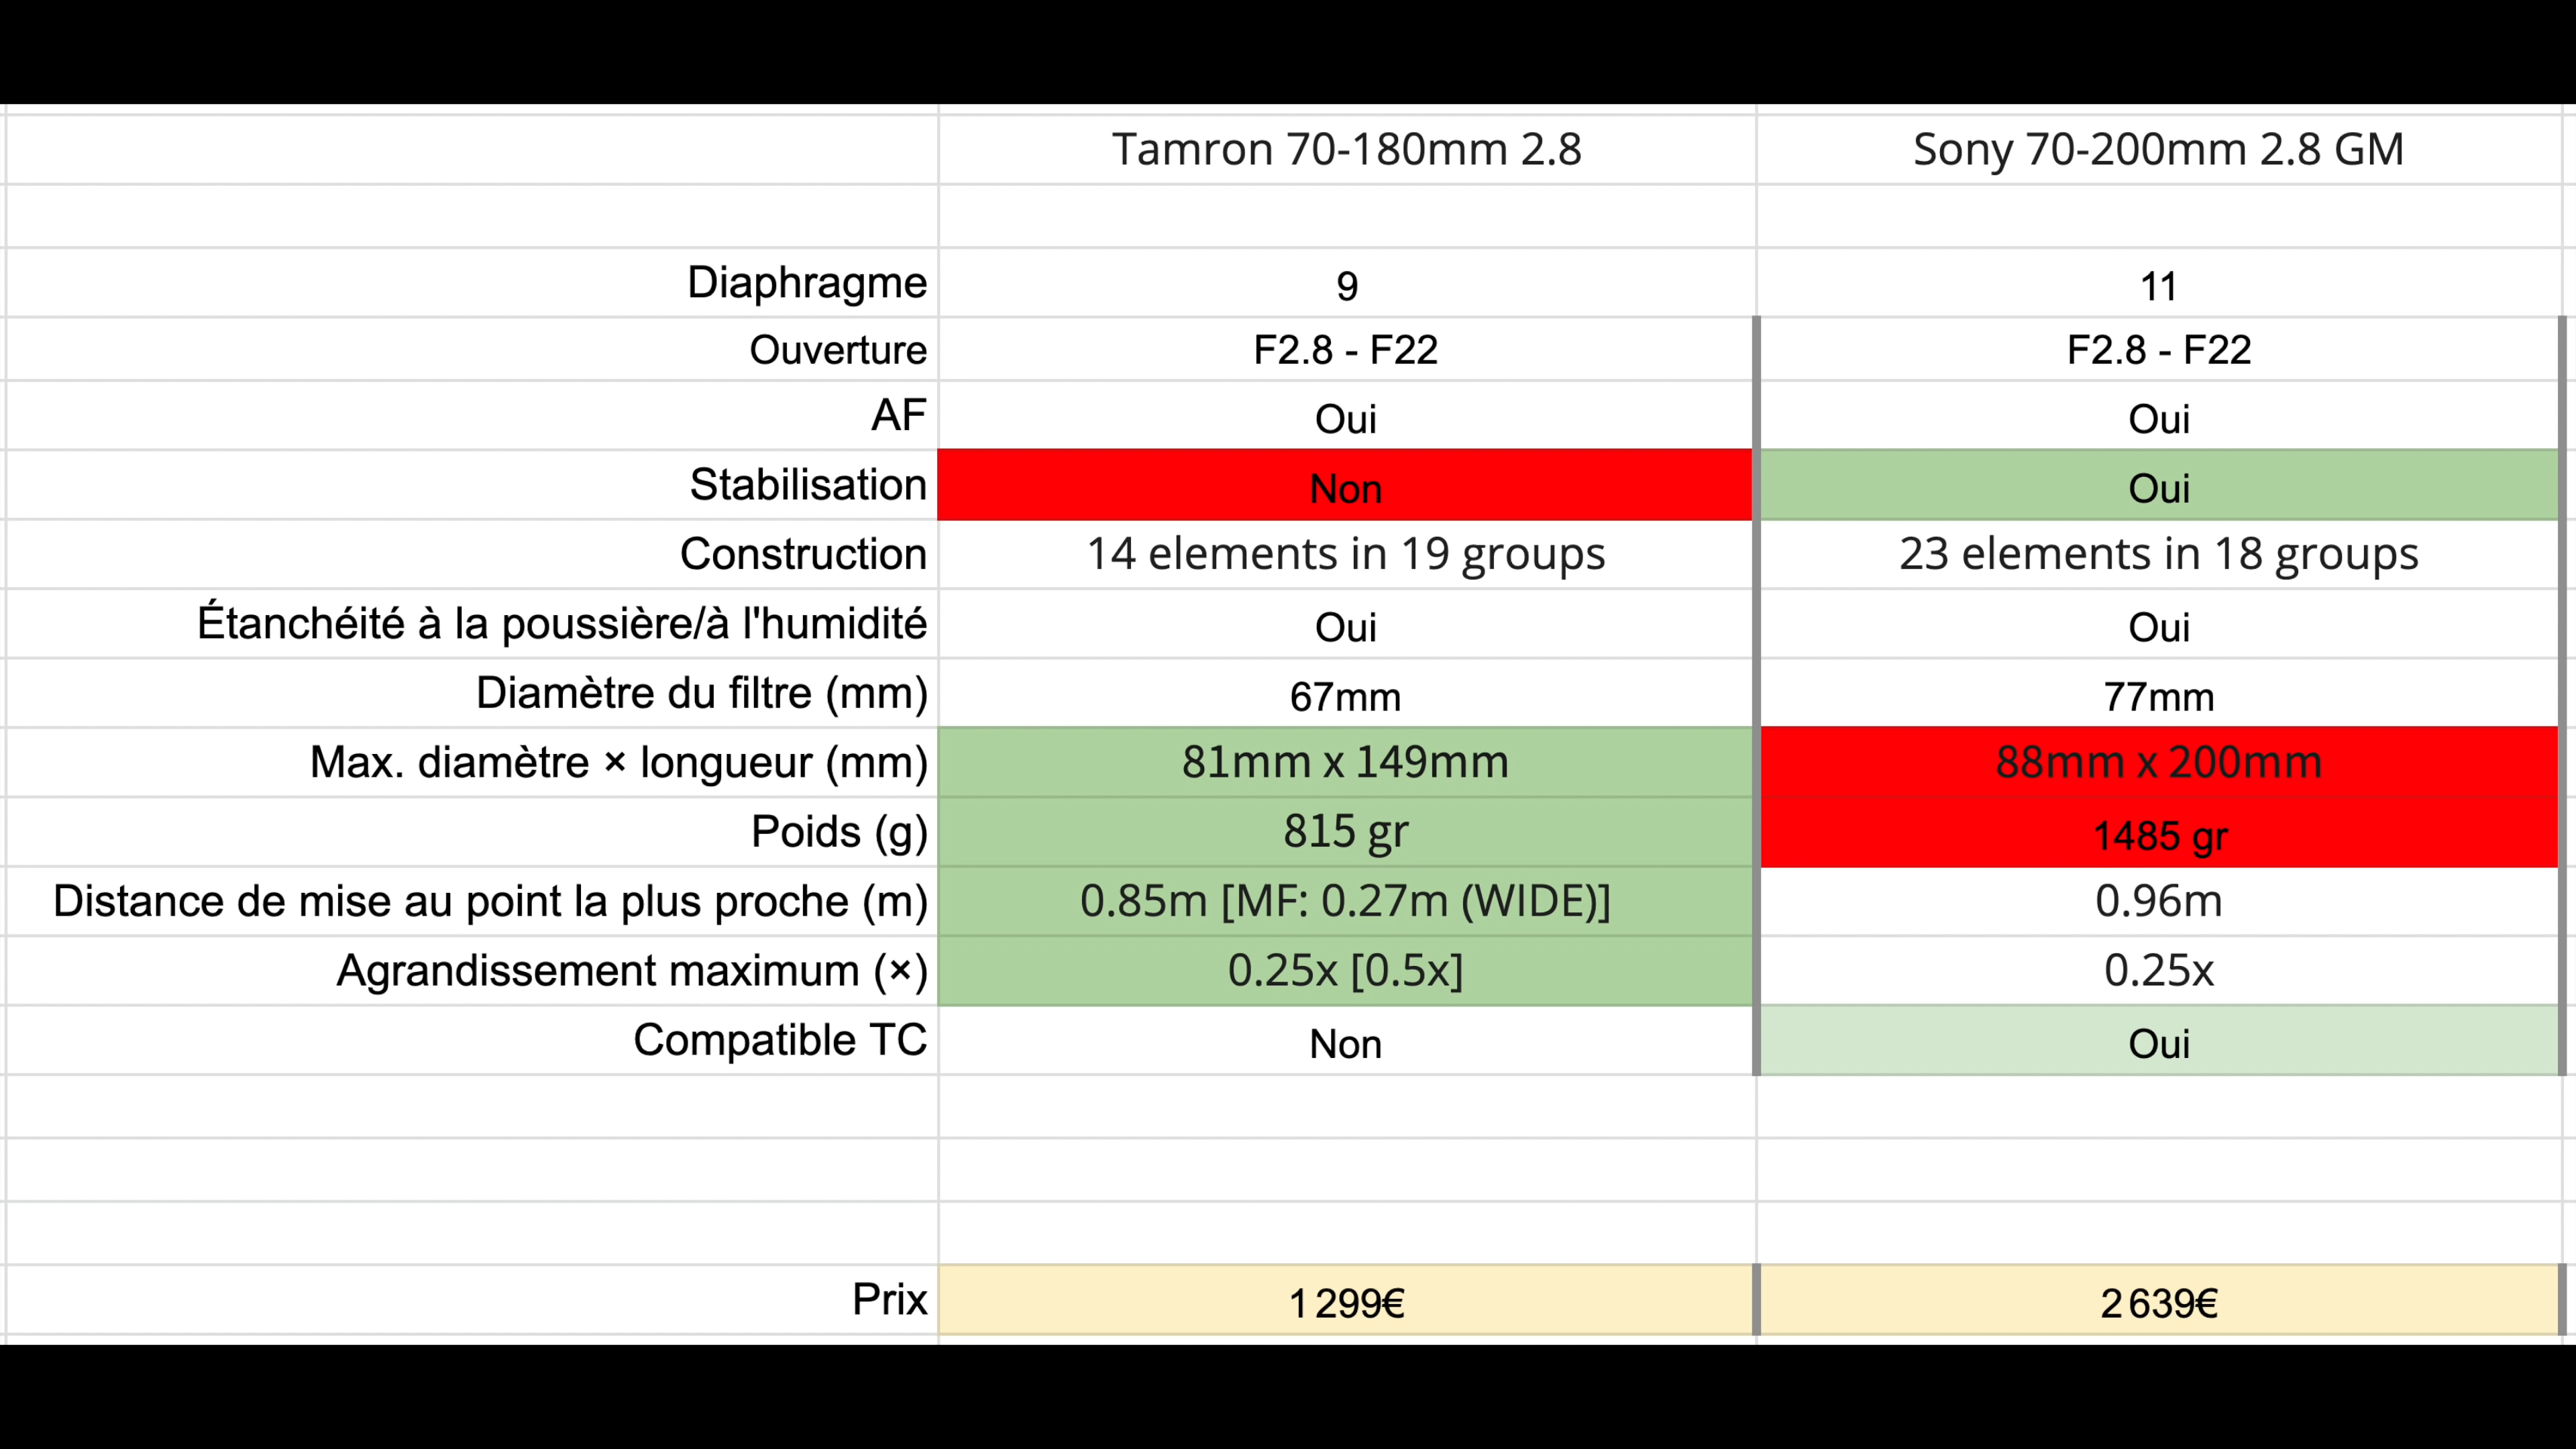 Tamron 70-180mm 2.8 Sony 70-200mm 2.8 GM
Diaphragme 9 11
Ouverture F2.8 - F22 F2.8 - F22
AF Oui Oui
Stabilisation Non Oui
Construction 14 elements in 19 groups 23 elements in 18 groups
Étanchéité à la poussière/à l'humidité Oui Oui
Diamètre du filtre (mm) 67mm 77mm
Max. diamètre × longueur (mm) 81mm x 149mm 88mm x 200mm
Poids (g) 815 gr 1485 gr
Distance de mise au point la plus proche (m) 0.85m [MF: 0.27m (WIDE)] 0.96m
Agrandissement maximum (×) 0.25x [0.5x] 0.25x
Compatible TC Non Oui
Prix 1 299€ 2 639€